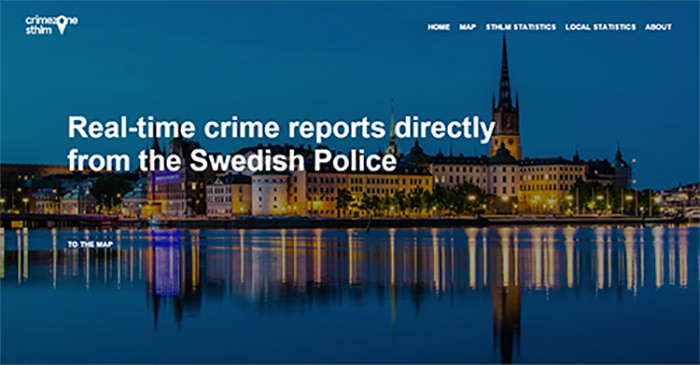 crimezone
sthlm
HOME MAP STHLM STATISTICS LOCAL STATISTICS ABOUT
Real-time crime reports directly
from the Swedish Police
TO THE MAP